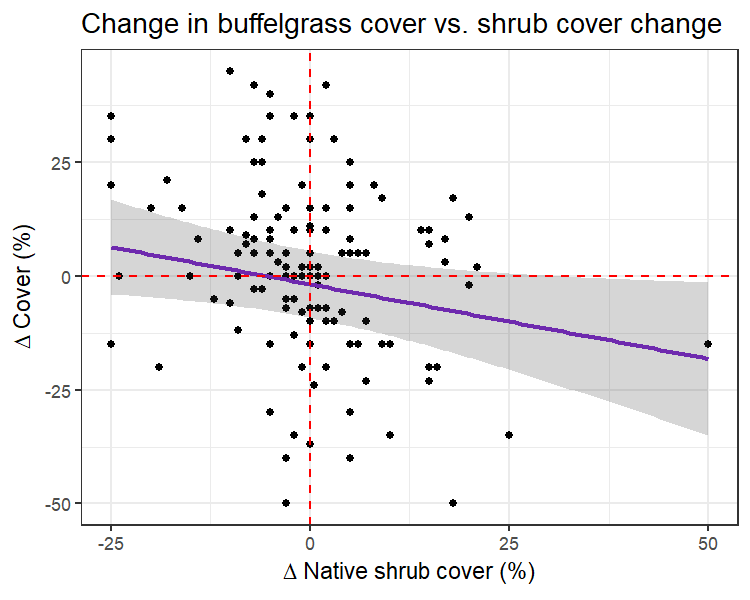 Change in buffelgrass cover vs. shrub cover change
Δ Cover (%)
25
0
-25
-50
-25 0 25 50
Δ Native shrub cover (%)